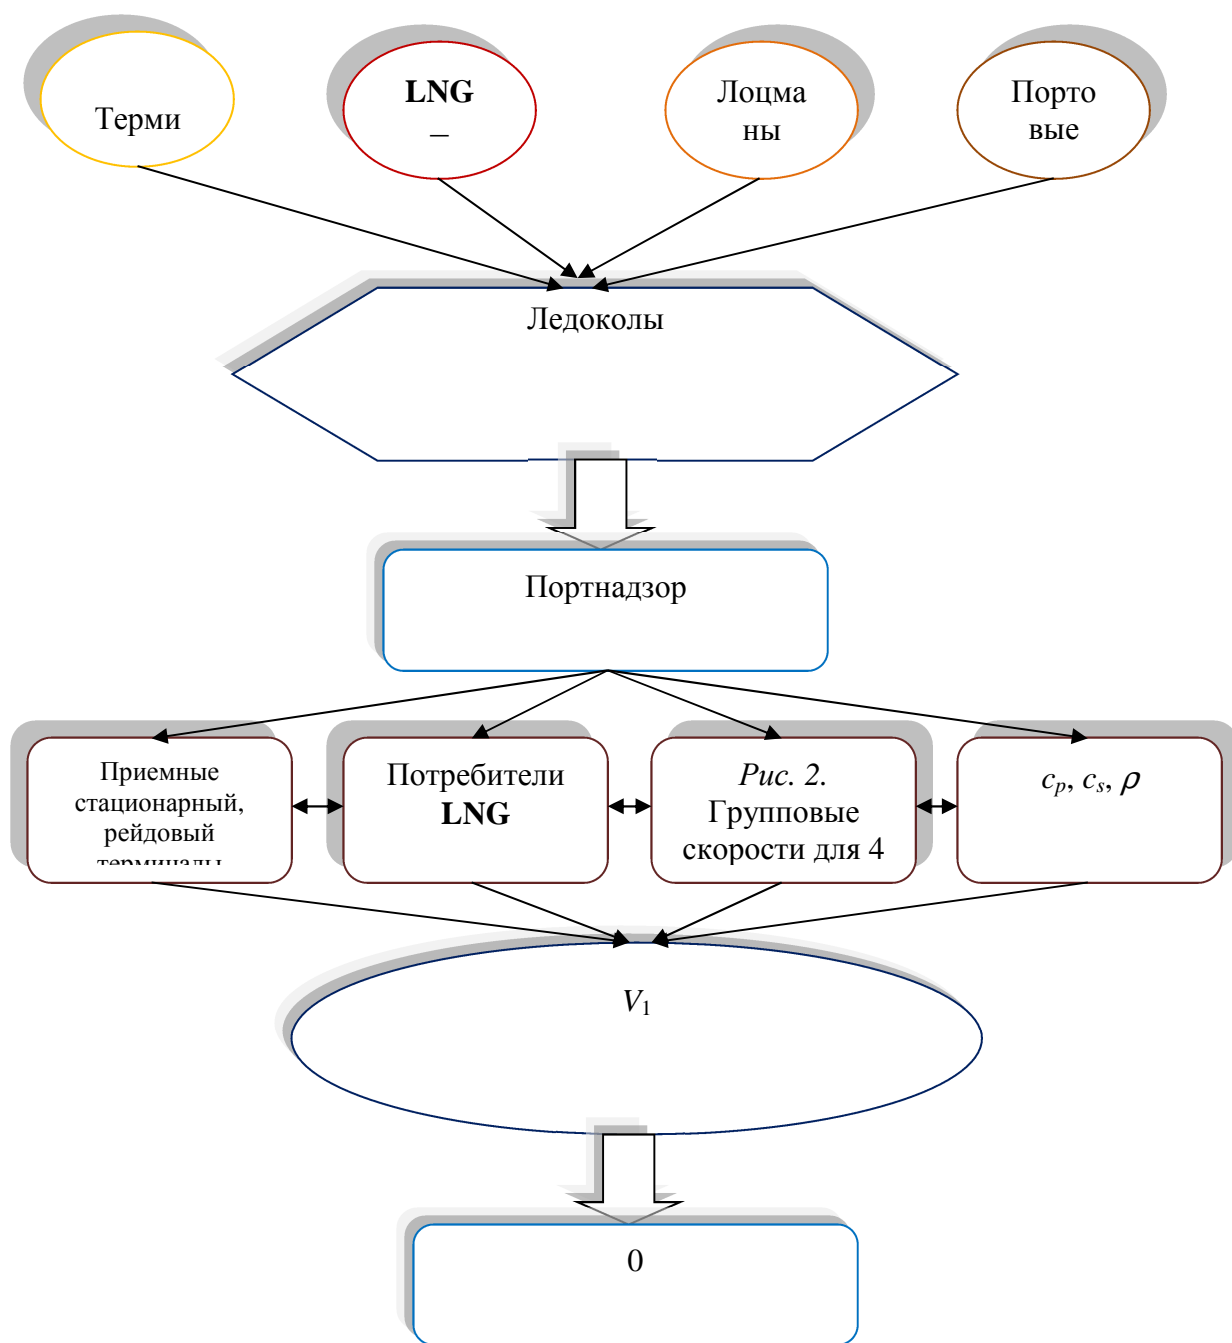 Терми
LNG
–
Лоцма
ны
Порто
вые
Ледоколы
Портнадзор
Приемные
стационарный,
рейдовый
терминалы
Потребители
LNG
Рис. 2.
Групповые
скорости для 4
cp, cs, ρ
V1
0